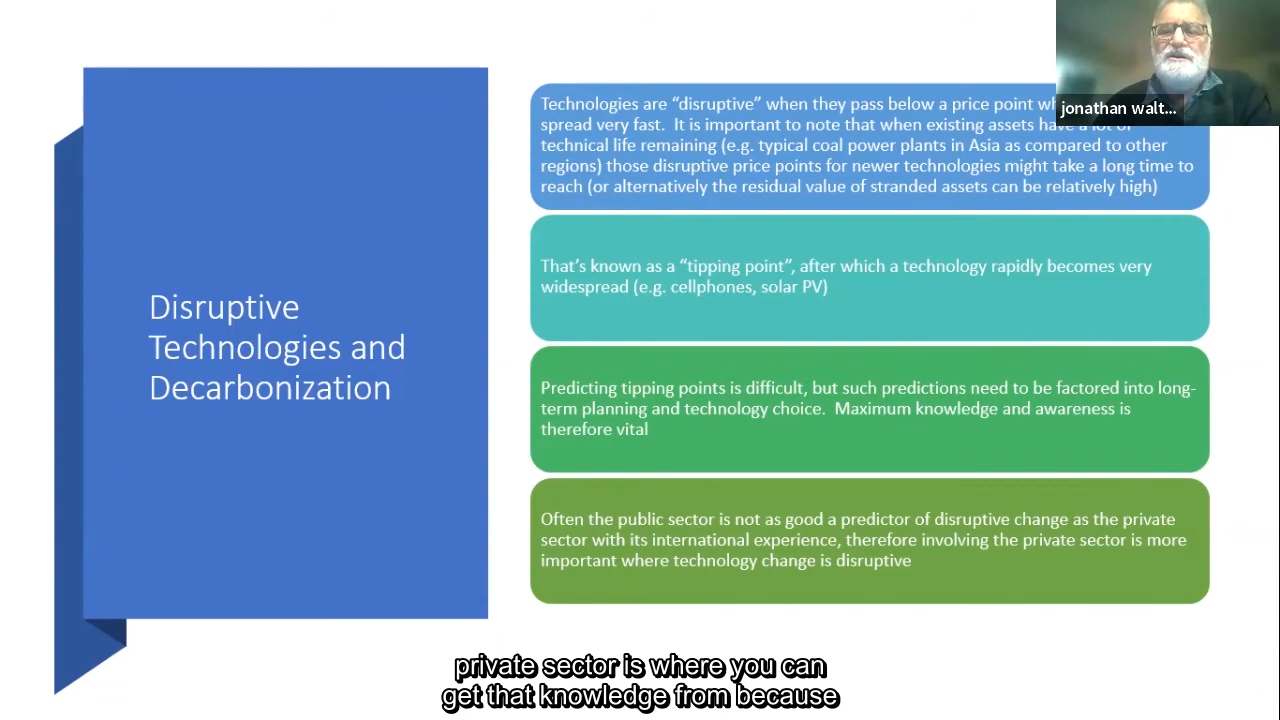 Disruptive
Technologies and
Decarbonization
Technologies are “disruptive” when they pass below a price point
spread very fast.  It is important to note that when existing assets have a lot of
technical life remaining (e.g. typical coal power plants in Asia as compared to other
regions) those disruptive price points for newer technologies might take a long time to
reach (or alternatively the residual value of stranded assets can be relatively high)
That’s known as a “tipping point”, after which a technology rapidly becomes very
widespread (e.g. cellphones, solar PV)
Predicting tipping points is difficult, but such predictions need to be factored into long-
term planning and technology choice.  Maximum knowledge and awareness is
therefore vital
Often the public sector is not as good a predictor of disruptive change as the private
sector with its international experience, therefore involving the private sector is more
important where technology change is disruptive
jonathan walt...
private sector is where you can
get that knowledge from because